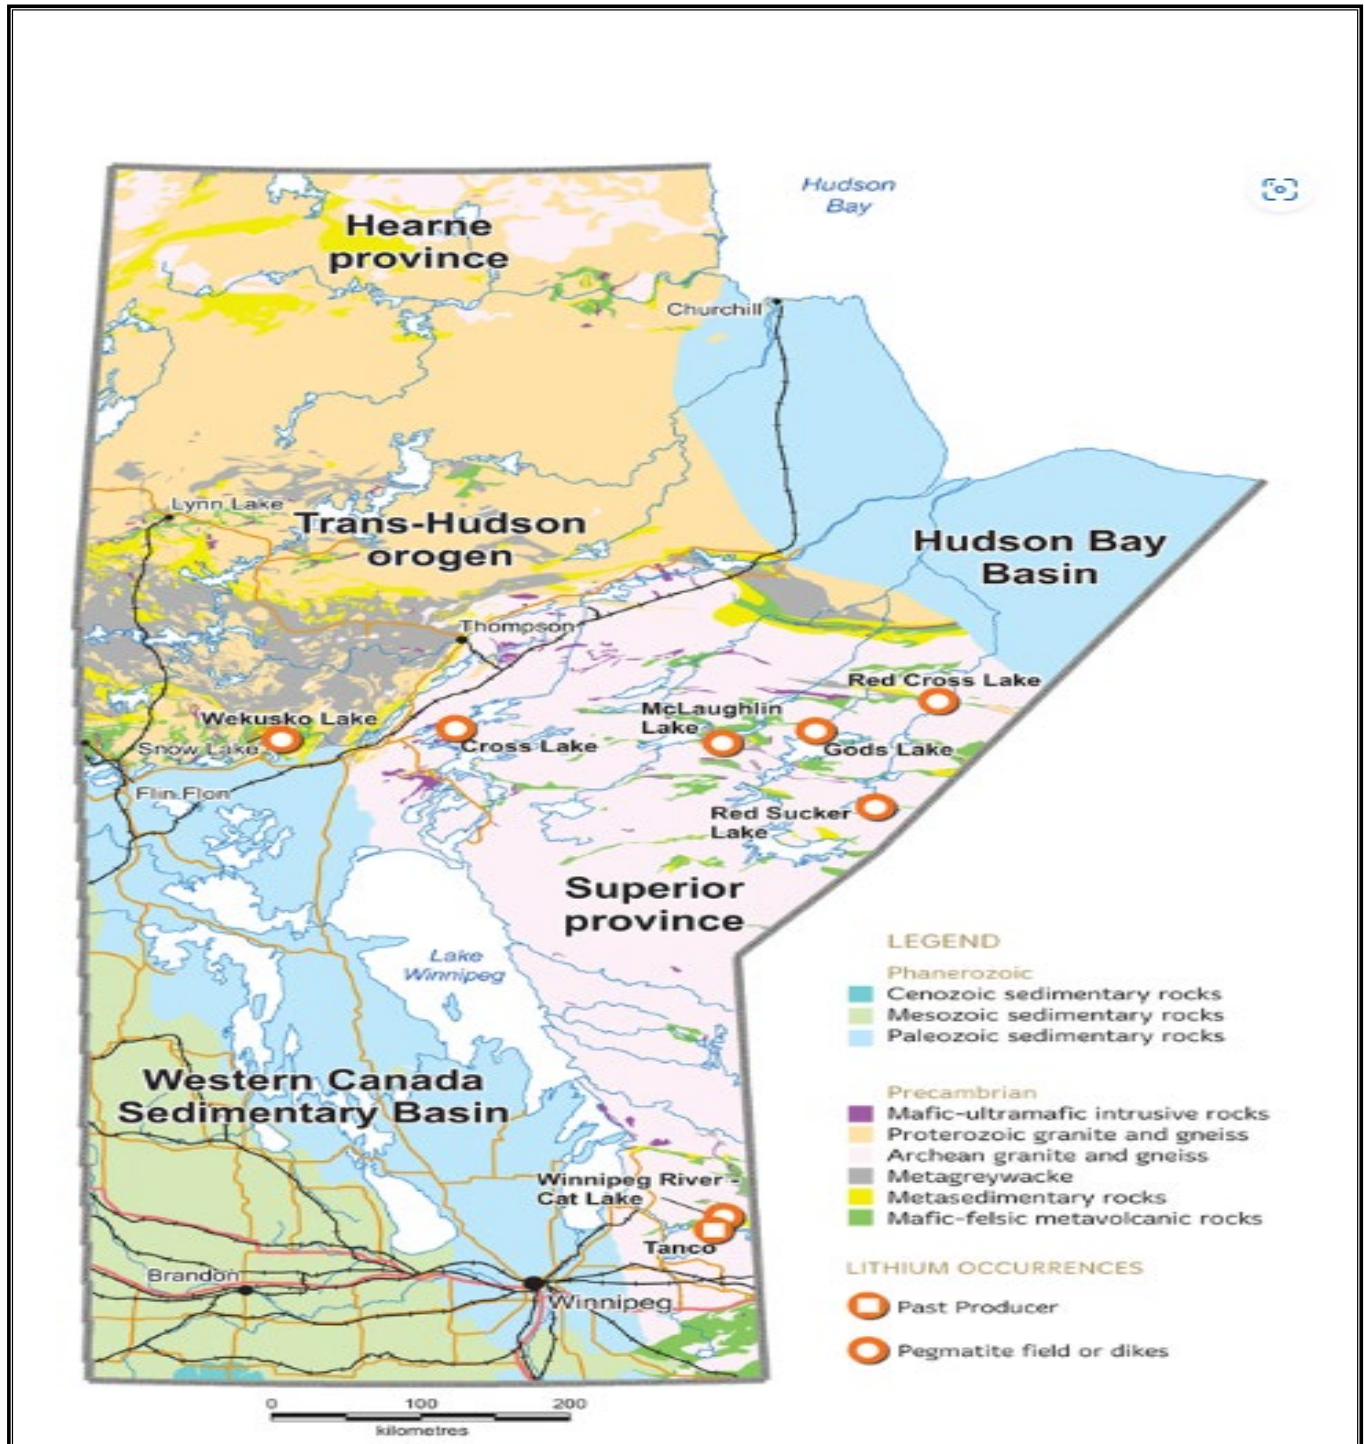 Hudson
Bay
Hearne
province
Churchill
Lynn Lake
Trans-Hudson
orogen
Hudson Bay
Basin
Thompson
Red Cross Lake
McLaughlin
Lake
Wekusko Lake
Snow Lake
Cross Lake
Gods Lake
Flin Flon
Red Sucker
Lake
Superior
province
Lake
Winnipeg
Western Canada
Sedimentary Basin
Winnipeg River -
Cat Lake
Tanco
Brandon
Winnipeg
LEGEND
Phanerozoic
Cenozoic sedimentary rocks
Mesozoic sedimentary rocks
Paleozoic sedimentary rocks
Precambrian
Mafic-ultramafic intrusive rocks
Proterozoic granite and gneiss
Archean granite and gneiss
Metagreywacke
Metasedimentary rocks
Mafic-felsic metavolcanic rocks
LITHIUM OCCURRENCES
Past Producer
Pegmatite field or dikes
0 100 200
kilometres